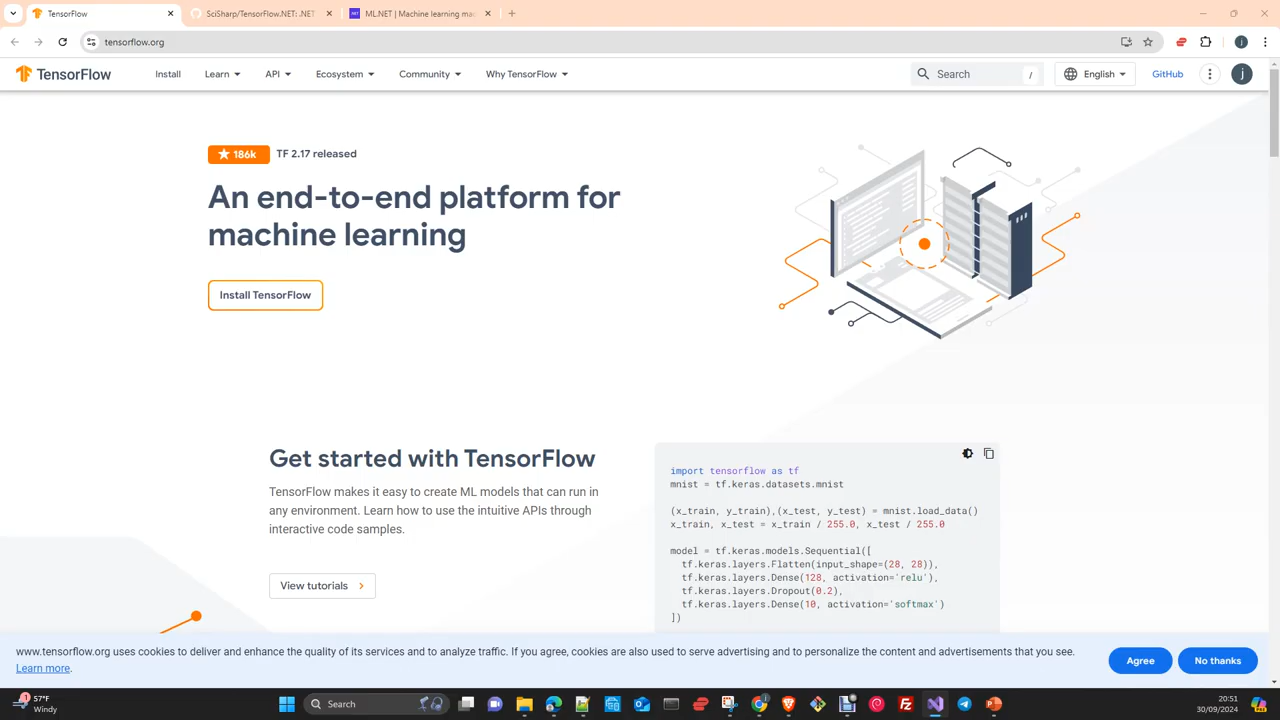 TensorFlow
SciSharp/TensorFlow.NET: .NET
ML.NET | Machine learning ma
tensorflow.org
j
TensorFlow
Install
Learn
API
Ecosystem
Community
Why TensorFlow
Search
/
English
GitHub
j
186k
TF 2.17 released
An end-to-end platform for
machine learning
Install TensorFlow
Get started with TensorFlow
TensorFlow makes it easy to create ML models that can run in
any environment. Learn how to use the intuitive APIs through
interactive code samples.
View tutorials
import tensorflow as tf
mnist = tf.keras.datasets.mnist
(x_train, y_train),(x_test, y_test) = mnist.load_data()
x_train, x_test = x_train / 255.0, x_test / 255.0
model = tf.keras.models.Sequential([
tf.keras.layers.Flatten(input_shape=(28, 28)),
tf.keras.layers.Dense(128, activation='relu'),
tf.keras.layers.Dropout(0.2),
tf.keras.layers.Dense(10, activation='softmax')
])
www.tensorflow.org uses cookies to deliver and enhance the quality of its services and to analyze traffic. If you agree, cookies are also used to serve advertising and to personalize the content and advertisements that you see.
Learn more.
Agree
No thanks
1
57°F
Windy
Search
20:51
30/09/2024